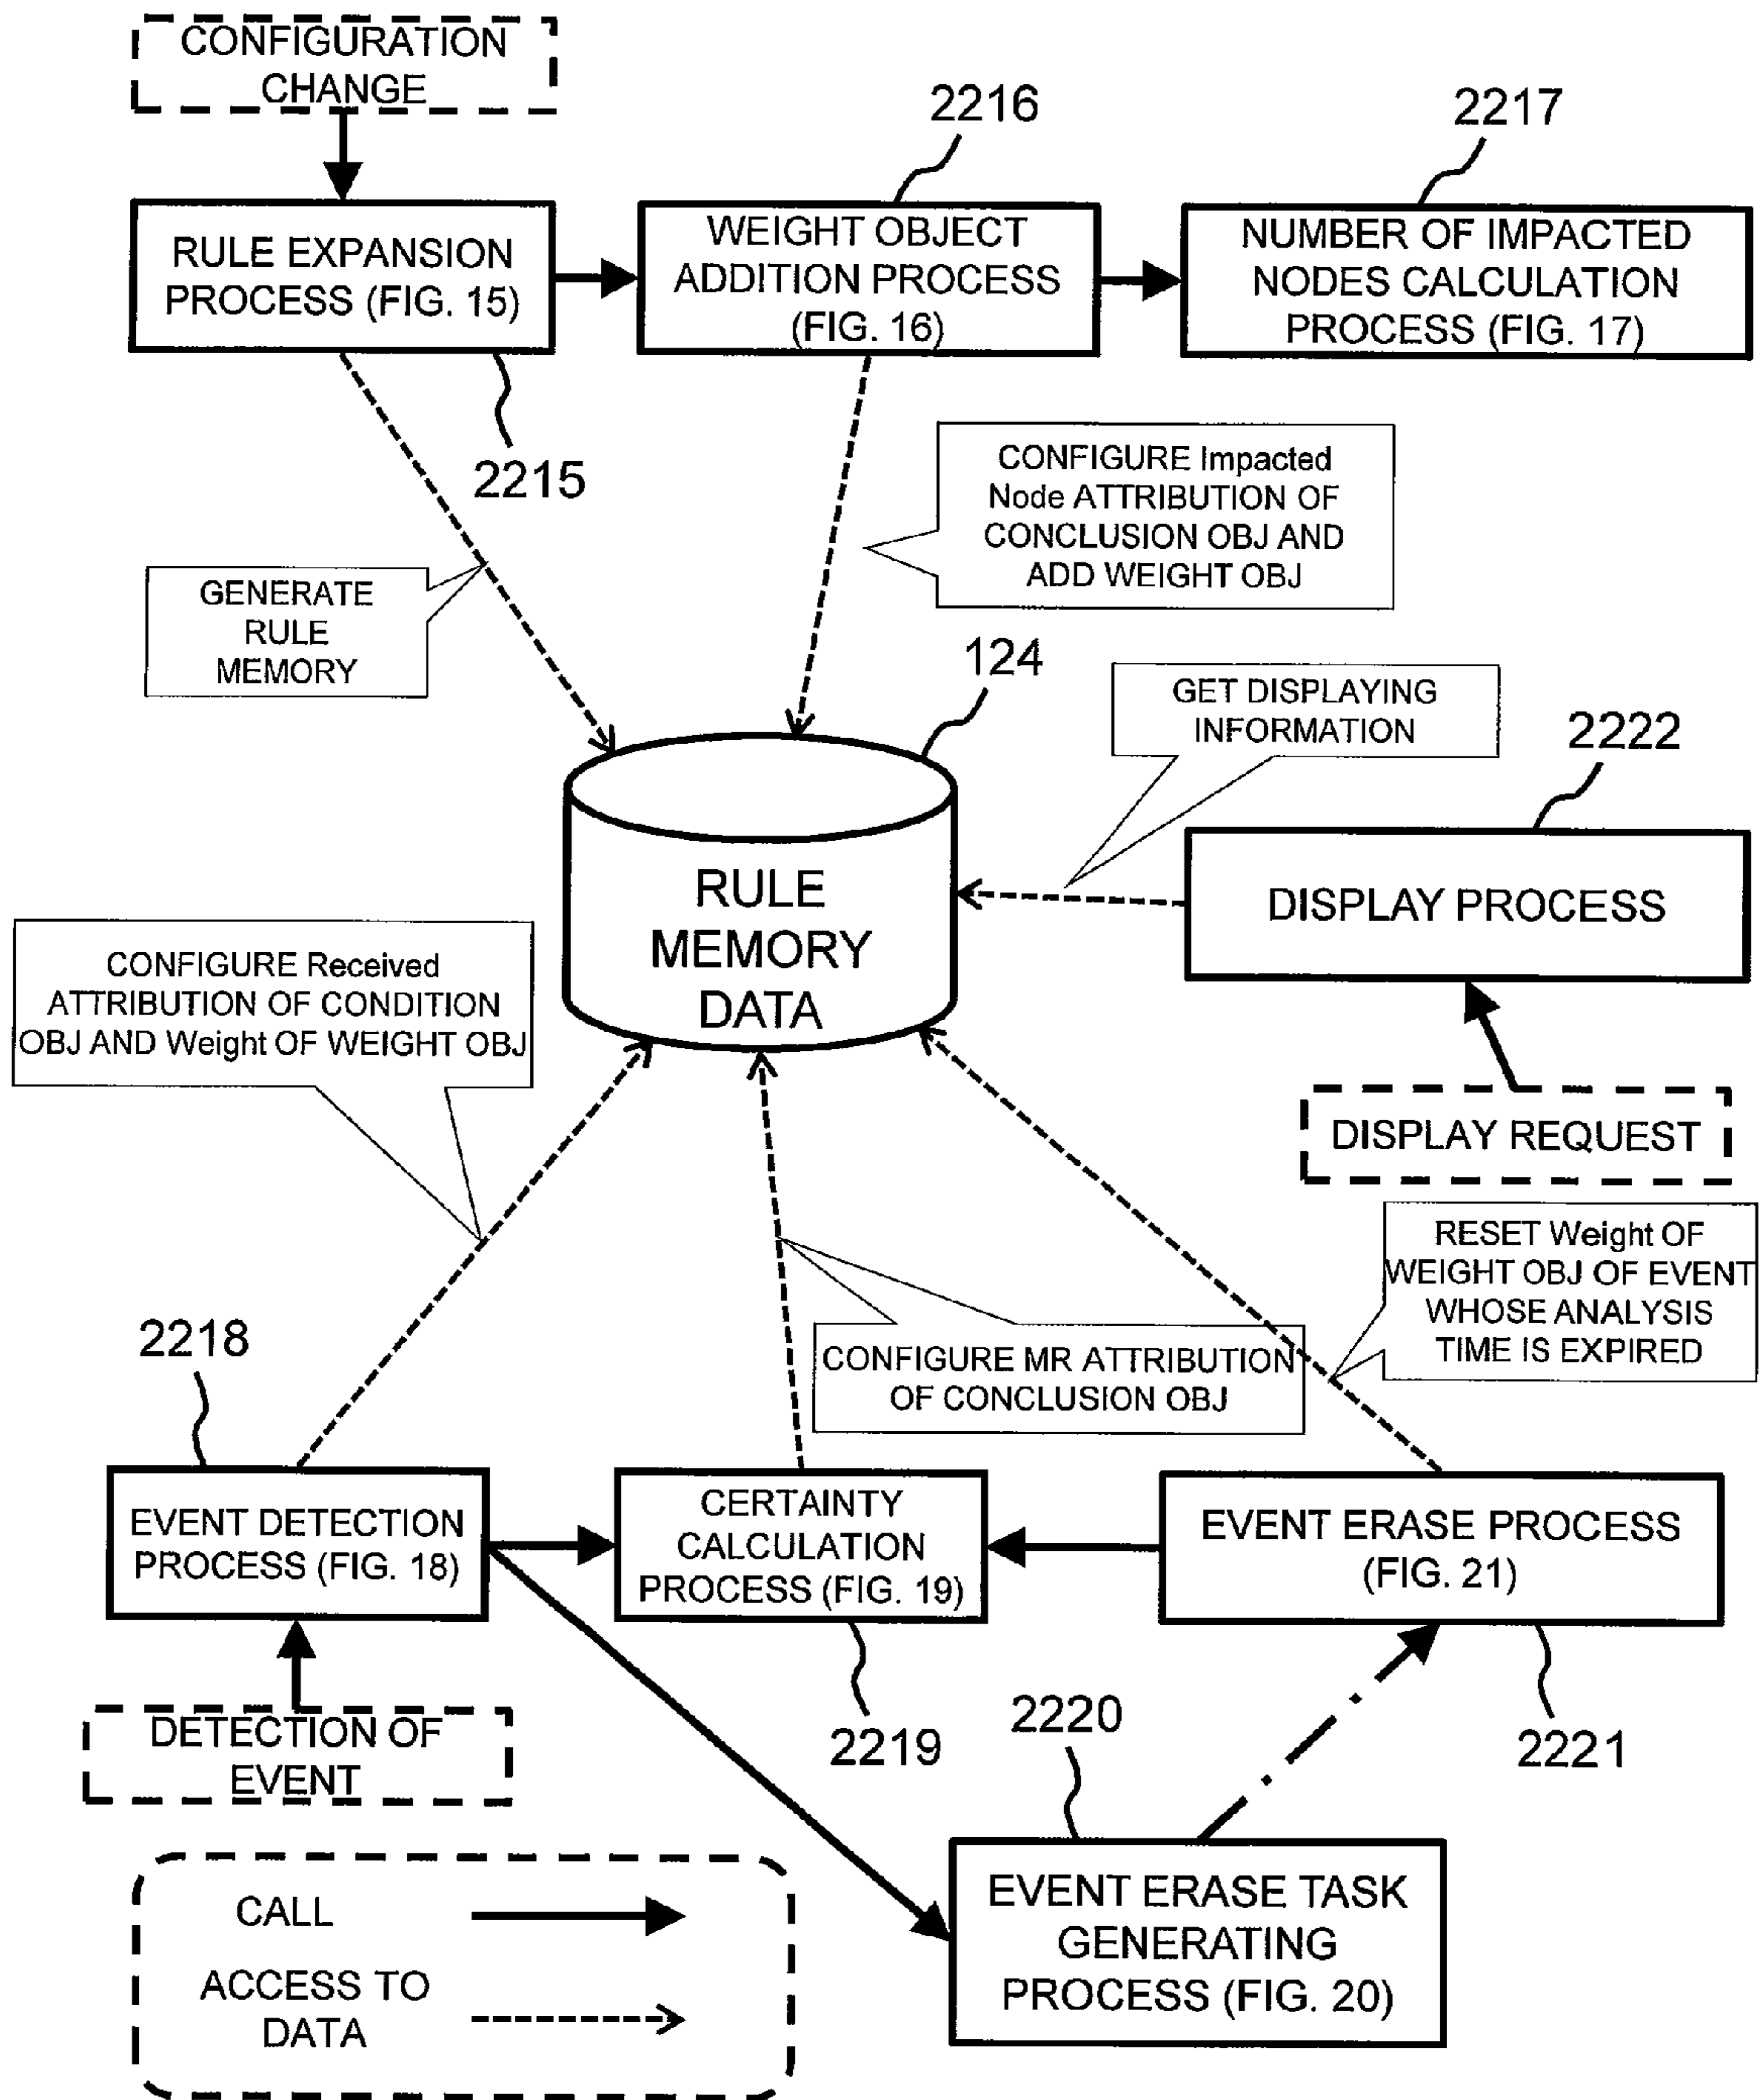 CONFIGURATION
CHANGE
2216
2217
RULE EXPANSION
PROCESS (FIG. 15)
WEIGHT OBJECT
ADDITION PROCESS
(FIG. 16)
NUMBER OF IMPACTED
NODES CALCULATION
PROCESS (FIG. 17)
2215
CONFIGURE Impacted
Node ATTRIBUTION OF
CONCLUSION OBJ AND
ADD WEIGHT OBJ
GENERATE
RULE
MEMORY
124
GET DISPLAYING
INFORMATION
2222
RULE
MEMORY
DATA
DISPLAY PROCESS
CONFIGURE Received
ATTRIBUTION OF CONDITION
OBJ AND Weight OF WEIGHT OBJ
DISPLAY REQUEST
RESET Weight OF
WEIGHT OBJ OF EVENT
WHOSE ANALYSIS
TIME IS EXPIRED
2218
CONFIGURE MR ATTRIBUTION
OF CONCLUSION OBJ
EVENT DETECTION
PROCESS (FIG. 18)
CERTAINTY
CALCULATION
PROCESS (FIG. 19)
EVENT ERASE PROCESS
(FIG. 21)
DETECTION OF
EVENT
2219
2220
2221
EVENT ERASE TASK
GENERATING
PROCESS (FIG. 20)
CALL
ACCESS TO
DATA